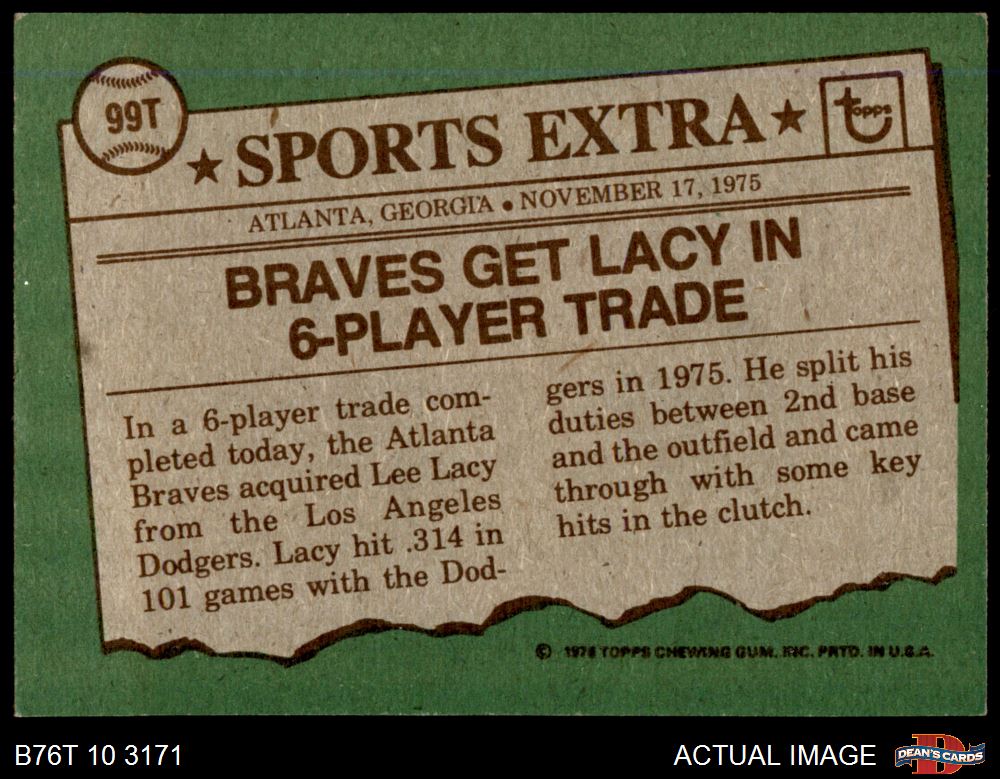 99T
★ SPORTS EXTRA ★
topps
ATLANTA, GEORGIA • NOVEMBER 17, 1975
BRAVES GET LACY IN
6-PLAYER TRADE
In a 6-player trade com-
pleted today, the Atlanta
Braves acquired Lee Lacy
from the Los Angeles
Dodgers. Lacy hit .314 in
101 games with the Dod-
gers in 1975. He split his
duties between 2nd base
and the outfield and came
through with some key
hits in the clutch.
© 1976 TOPPS CHEWING GUM, INC. PRTD. IN U.S.A.
B76T 10 3171
ACTUAL IMAGE
D
DEAN'S CARDS